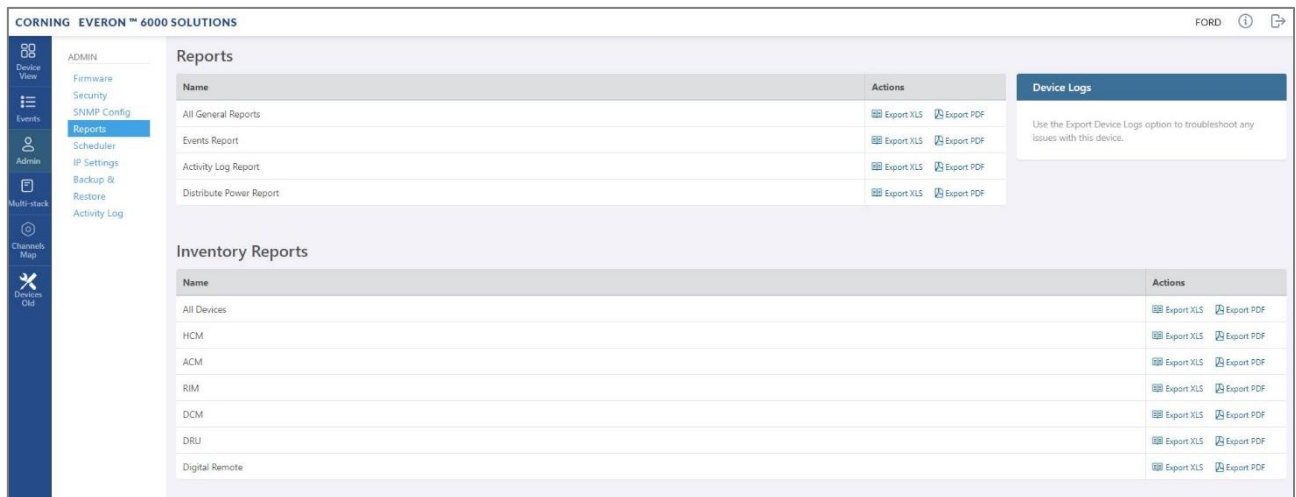 CORNING EVERON ™ 6000 SOLUTIONS
FORD
Device
View
Events
Admin
Multi-stack
Channels
Map
Devices
Old
ADMIN
Firmware
Security
SNMP Config
Reports
Scheduler
IP Settings
Backup &
Restore
Activity Log
Reports
Name Actions
All General Reports Export XLS Export PDF
Events Report Export XLS Export PDF
Activity Log Report Export XLS Export PDF
Distribute Power Report Export XLS Export PDF
Device Logs
Use the Export Device Logs option to troubleshoot any
issues with this device.
Inventory Reports
Name Actions
All Devices Export XLS Export PDF
HCM Export XLS Export PDF
ACM Export XLS Export PDF
RIM Export XLS Export PDF
DCM Export XLS Export PDF
DRU Export XLS Export PDF
Digital Remote Export XLS Export PDF